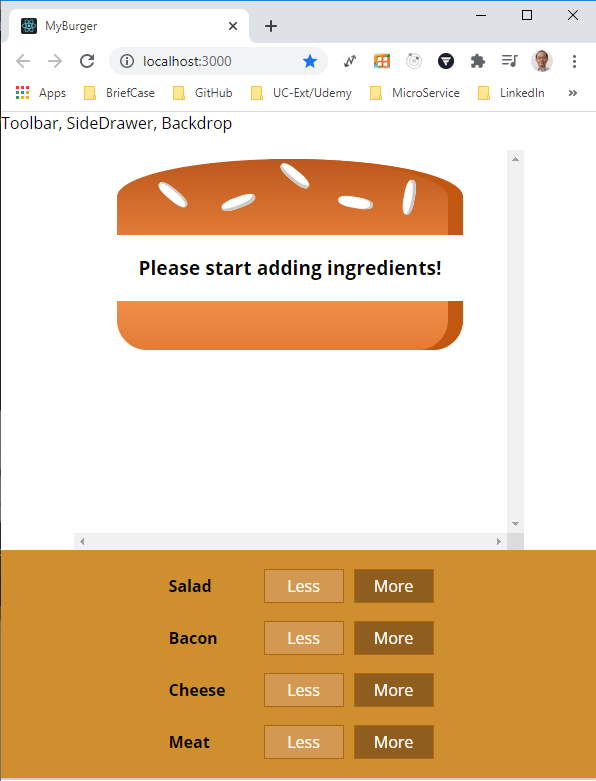 MyBurger
localhost:3000
Apps BriefCase GitHub UC-Ext/Udemy MicroService LinkedIn »
Toolbar, SideDrawer, Backdrop
Please start adding ingredients!
Salad Less More
Bacon Less More
Cheese Less More
Meat Less More